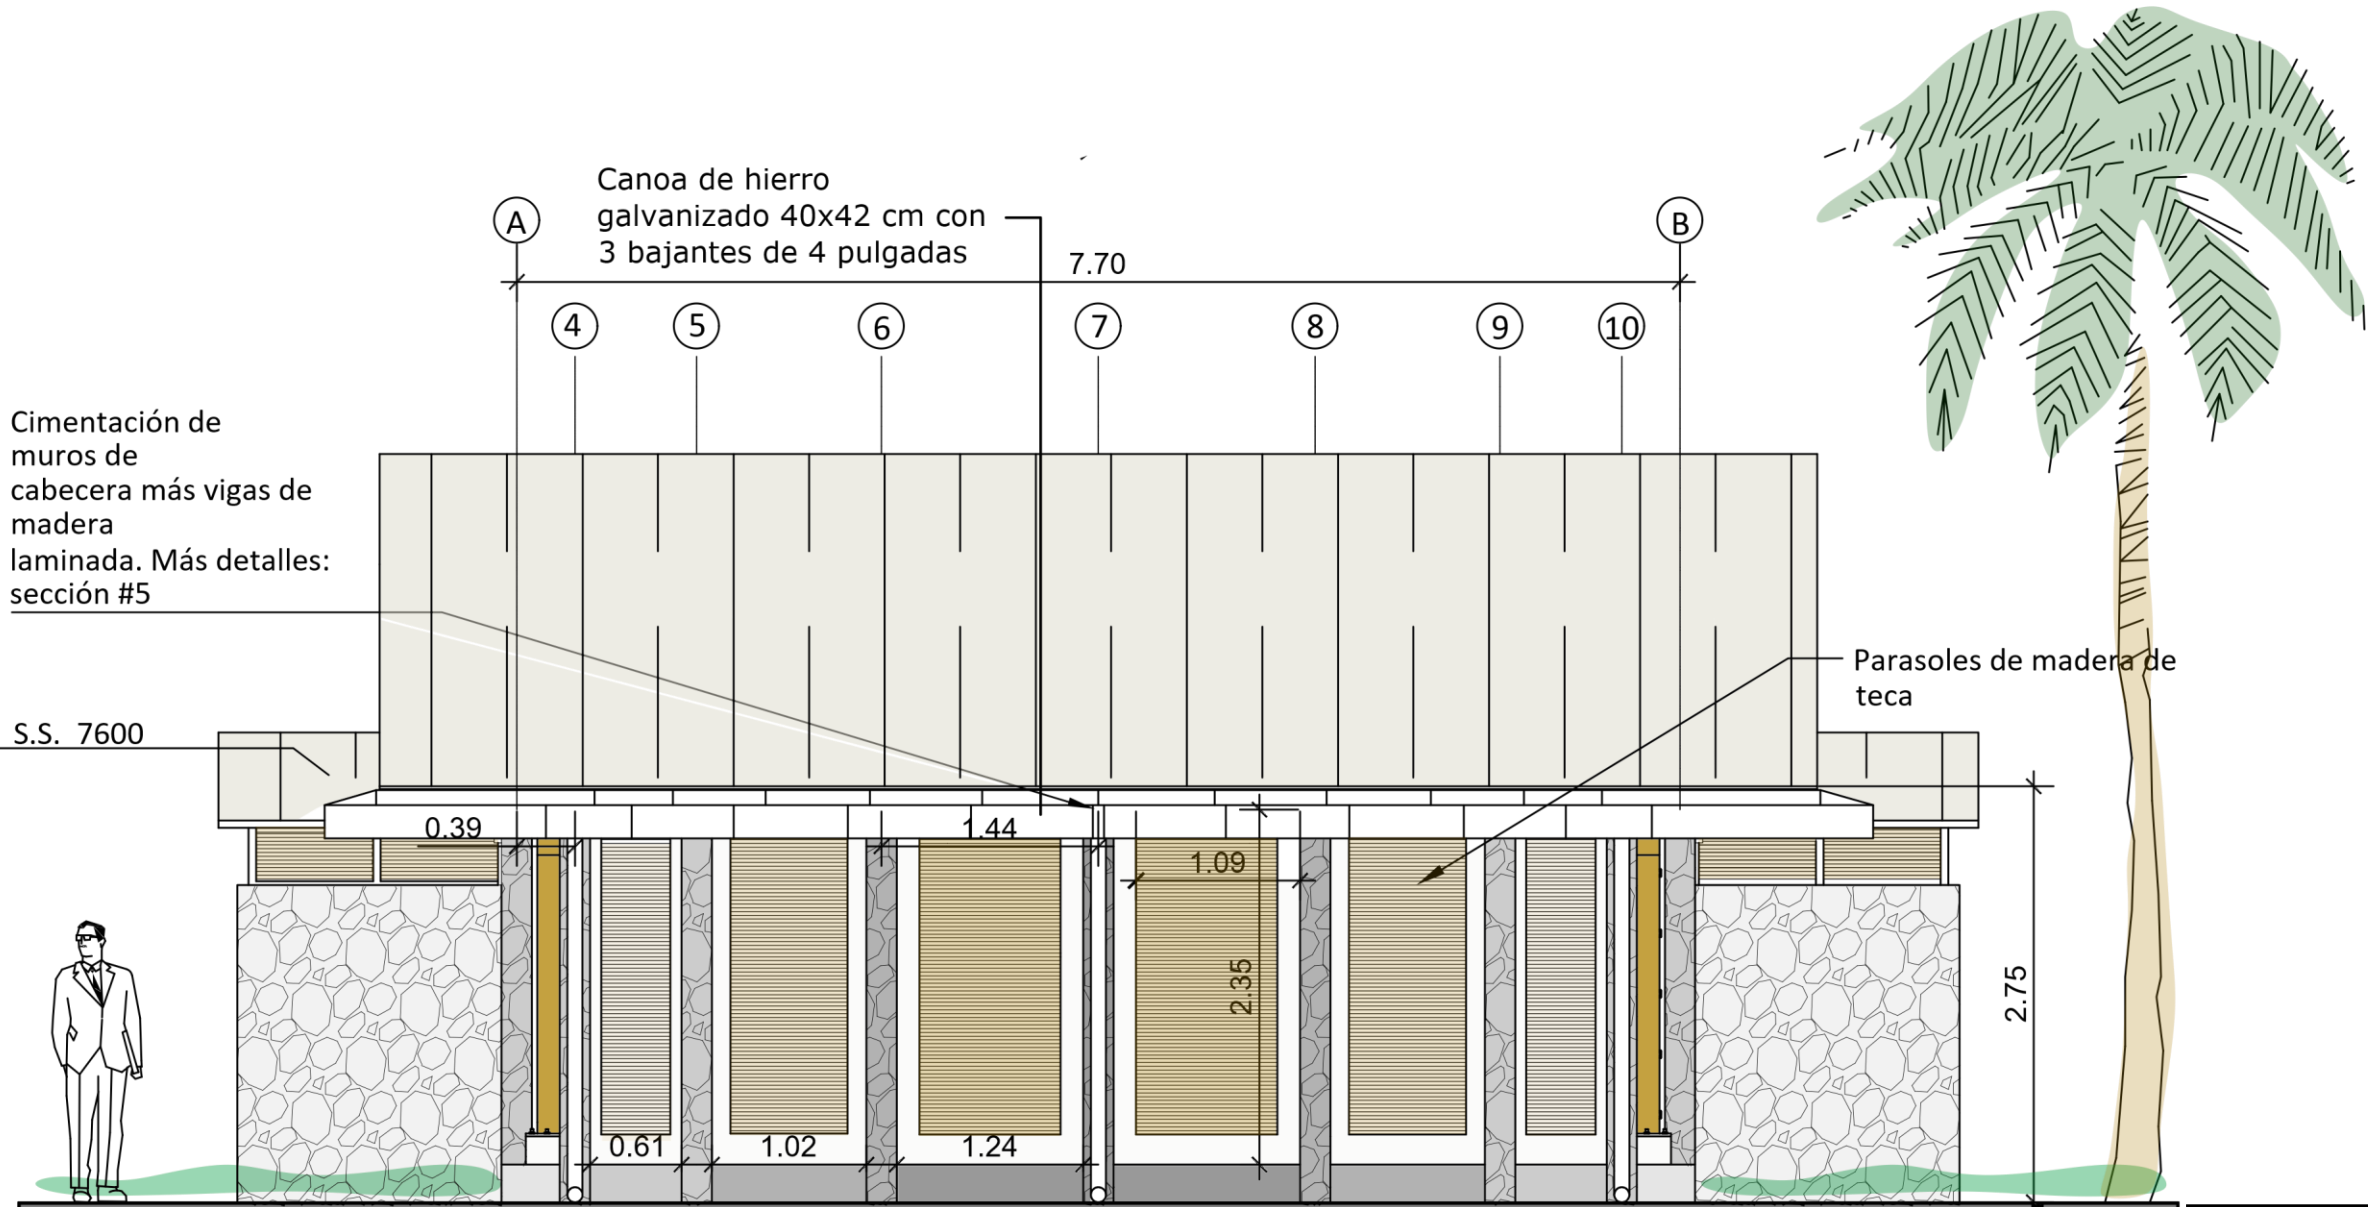 Canoa de hierro
galvanizado 40x42 cm con
3 bajantes de 4 pulgadas
A
B
7.70
4
5
6
7
8
9
10
Cimentación de
muros de
cabecera más vigas de
madera
laminada. Más detalles:
sección #5
Parasoles de madera de
teca
S.S. 7600
0.39
1.44
1.09
2.35
2.75
0.61
1.02
1.24